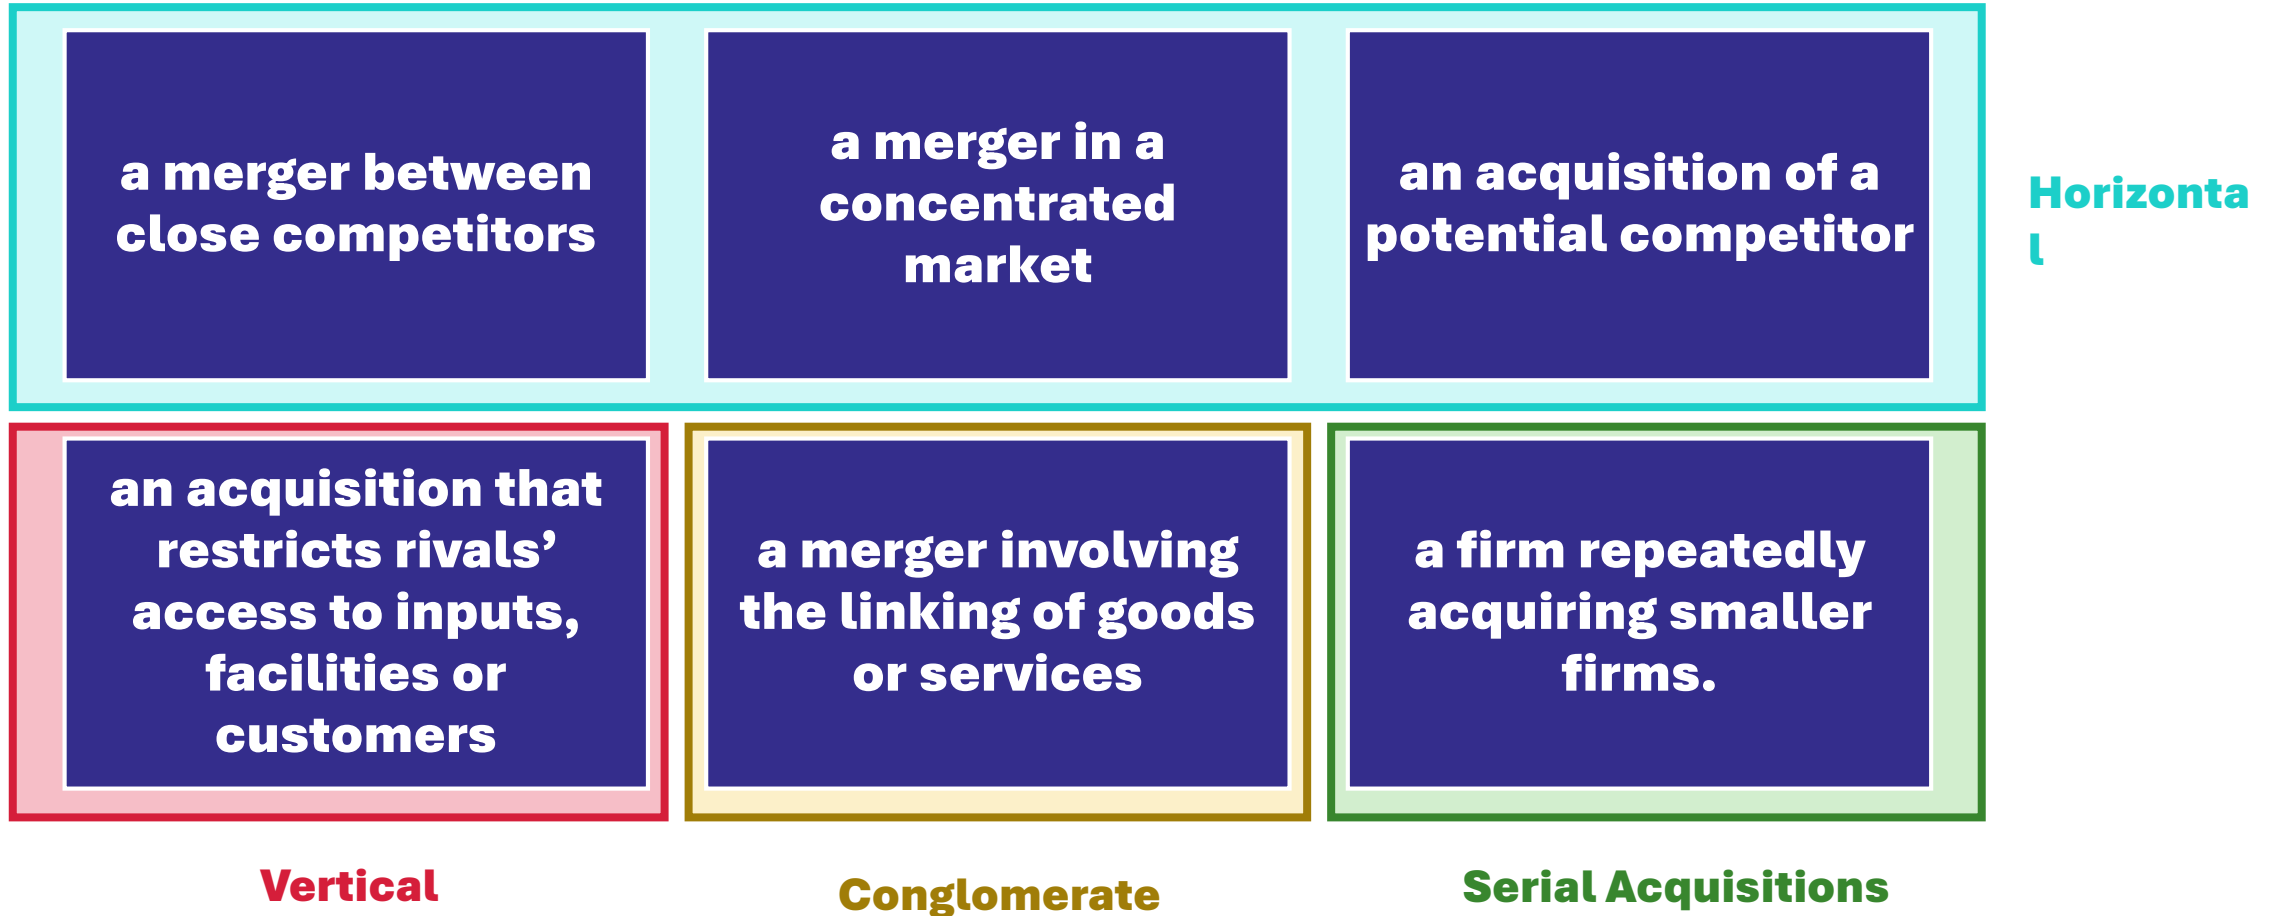 a merger between
close competitors
a merger in a
concentrated
market
an acquisition of a
potential competitor
Horizonta
l
an acquisition that
restricts rivals’
access to inputs,
facilities or
customers
a merger involving
the linking of goods
or services
a firm repeatedly
acquiring smaller
firms.
Vertical
Conglomerate
Serial Acquisitions